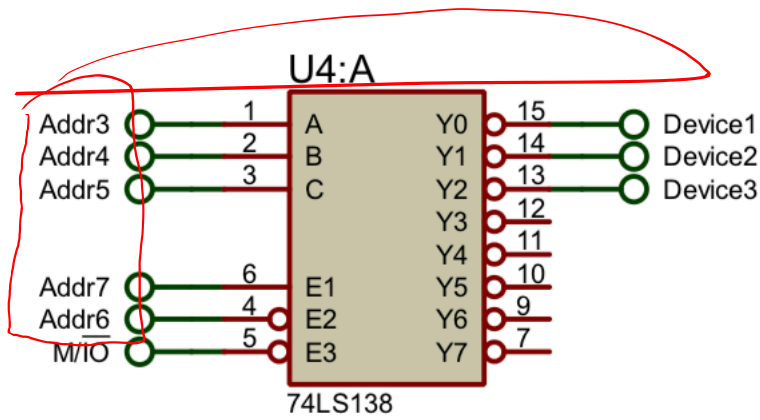 U4:A
Addr3 1 A Y0 15 Device1
Addr4 2 B Y1 14 Device2
Addr5 3 C Y2 13 Device3
Y3 12
Y4 11
Addr7 6 E1 Y5 10
Addr6 4 E2 Y6 9
M/I̅O̅ 5 E3 Y7 7
74LS138